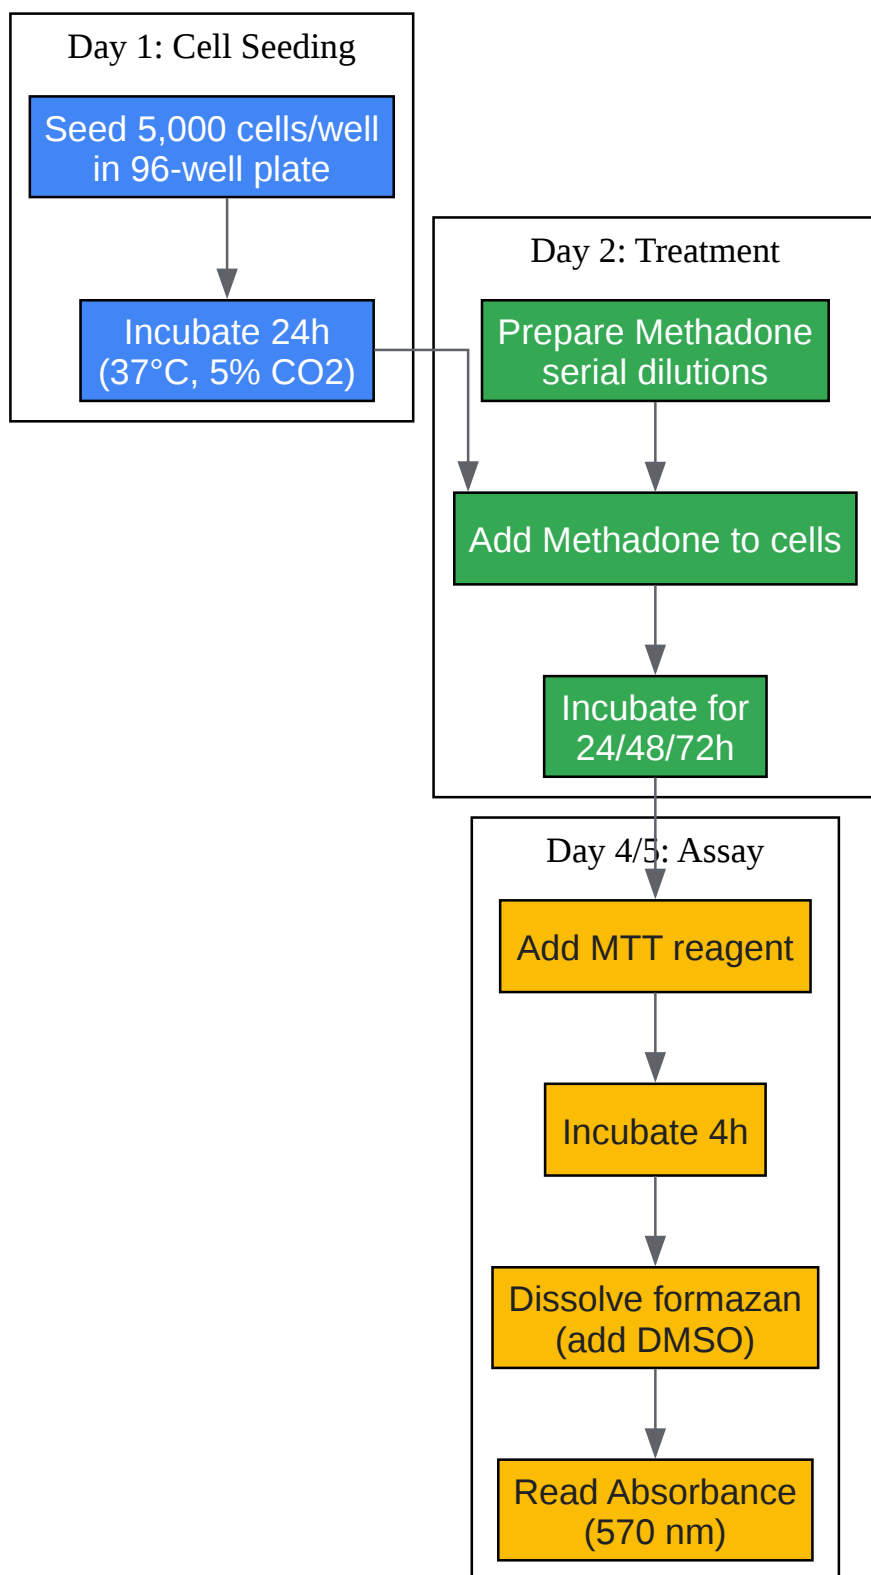 Day 1: Cell Seeding
Seed 5,000 cells/well
in 96-well plate
Incubate 24h
(37°C, 5% CO2)
Day 2: Treatment
Prepare Methadone
serial dilutions
Add Methadone to cells
Incubate for
24/48/72h
Day 4/5: Assay
Add MTT reagent
Incubate 4h
Dissolve formazan
(add DMSO)
Read Absorbance
(570 nm)